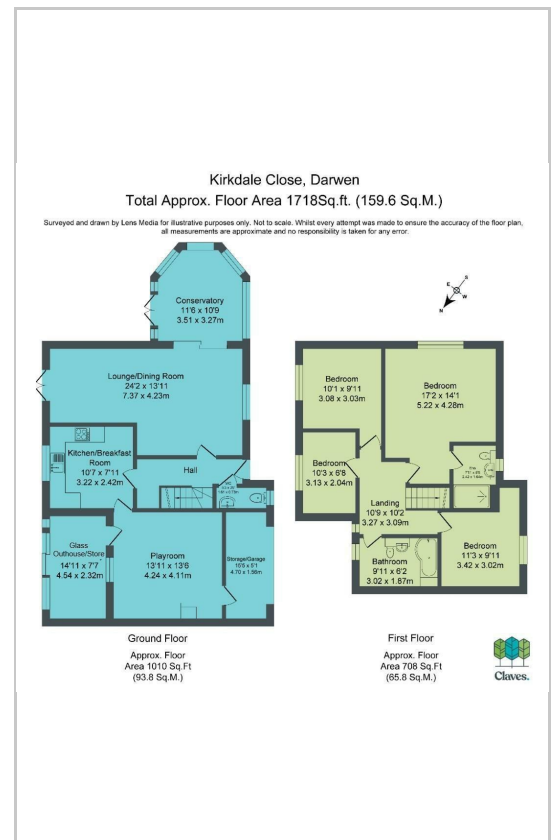 Kirkdale Close, Darwen
Total Approx. Floor Area 1718Sq.ft. (159.6 Sq.M.)
Surveyed and drawn by Lens Media for illustrative purposes only. Not to scale. Whilst every attempt was made to ensure the accuracy of the floor plan,
all measurements are approximate and no responsibility is taken for any error.
Conservatory
11'6 x 10'9
3.51 x 3.27m
S
E
W
N
Lounge/Dining Room
24'2 x 13'11
7.37 x 4.23m
Kitchen/Breakfast
Room
10'7 x 7'11
3.22 x 2.42m
Hall
WC
Glass
Outhouse/Store
14'11 x 7'7
4.54 x 2.32m
Playroom
13'11 x 13'6
4.24 x 4.11m
Storage/Garage
15'5 x 5'1
4.70 x 1.56m
Ground Floor
Approx. Floor
Area 1010 Sq.Ft
(93.8 Sq.M.)
Bedroom
10'1 x 9'11
3.08 x 3.03m
Bedroom
17'2 x 14'1
5.22 x 4.28m
Bedroom
10'3 x 6'8
3.13 x 2.04m
Landing
10'9 x 10'2
3.27 x 3.09m
Bathroom
9'11 x 6'2
3.02 x 1.87m
Bedroom
11'3 x 9'11
3.42 x 3.02m
First Floor
Approx. Floor
Area 708 Sq.Ft
(65.8 Sq.M.)
Claves.